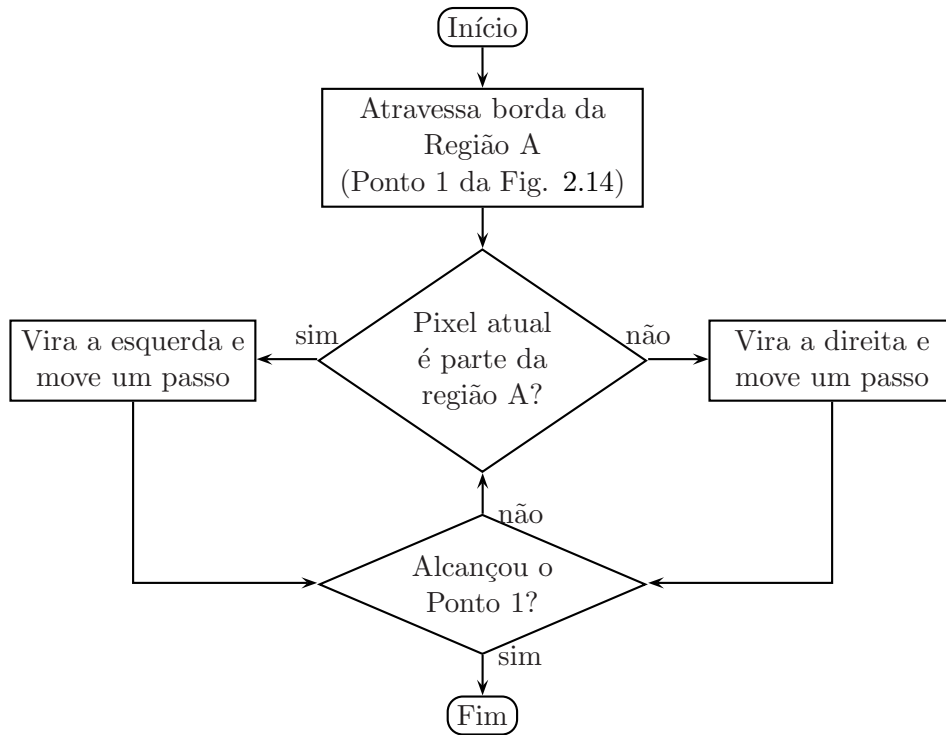 Início
Atravessa borda da
Região A
(Ponto 1 da Fig. 2.14)
sim
Pixel atual
é parte da
região A?
não
Vira a esquerda e
move um passo
Vira a direita e
move um passo
não
Alcançou o
Ponto 1?
sim
Fim